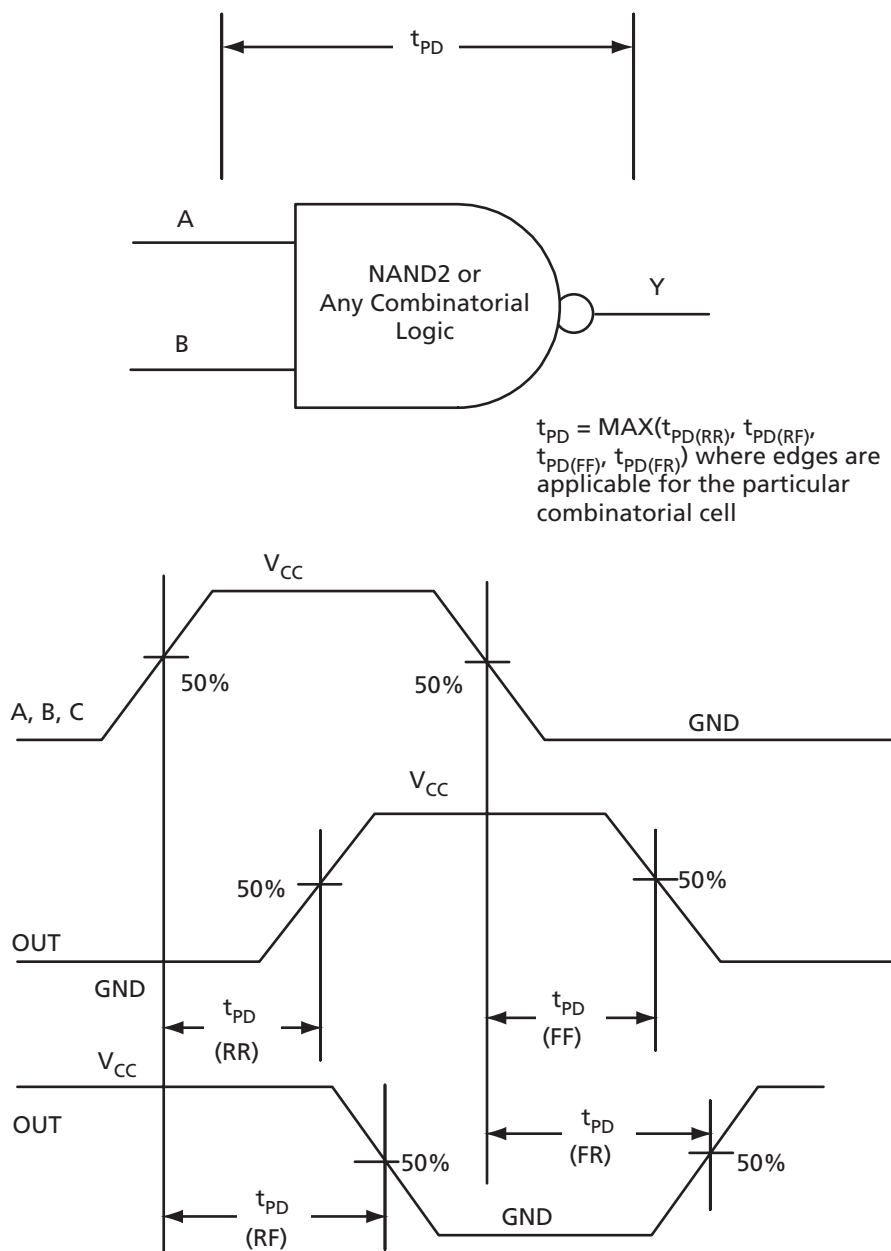 tPD
A
B
NAND2 or
Any Combinatorial
Logic
Y
tPD = MAX(tPD(RR), tPD(RF),
tPD(FF), tPD(FR)) where edges are
applicable for the particular
combinatorial cell
VCC
50%
50%
A, B, C
GND
VCC
50%
50%
OUT
GND
tPD
(RR)
tPD
(FF)
VCC
OUT
tPD
(FR)
50%
50%
tPD
(RF)
GND